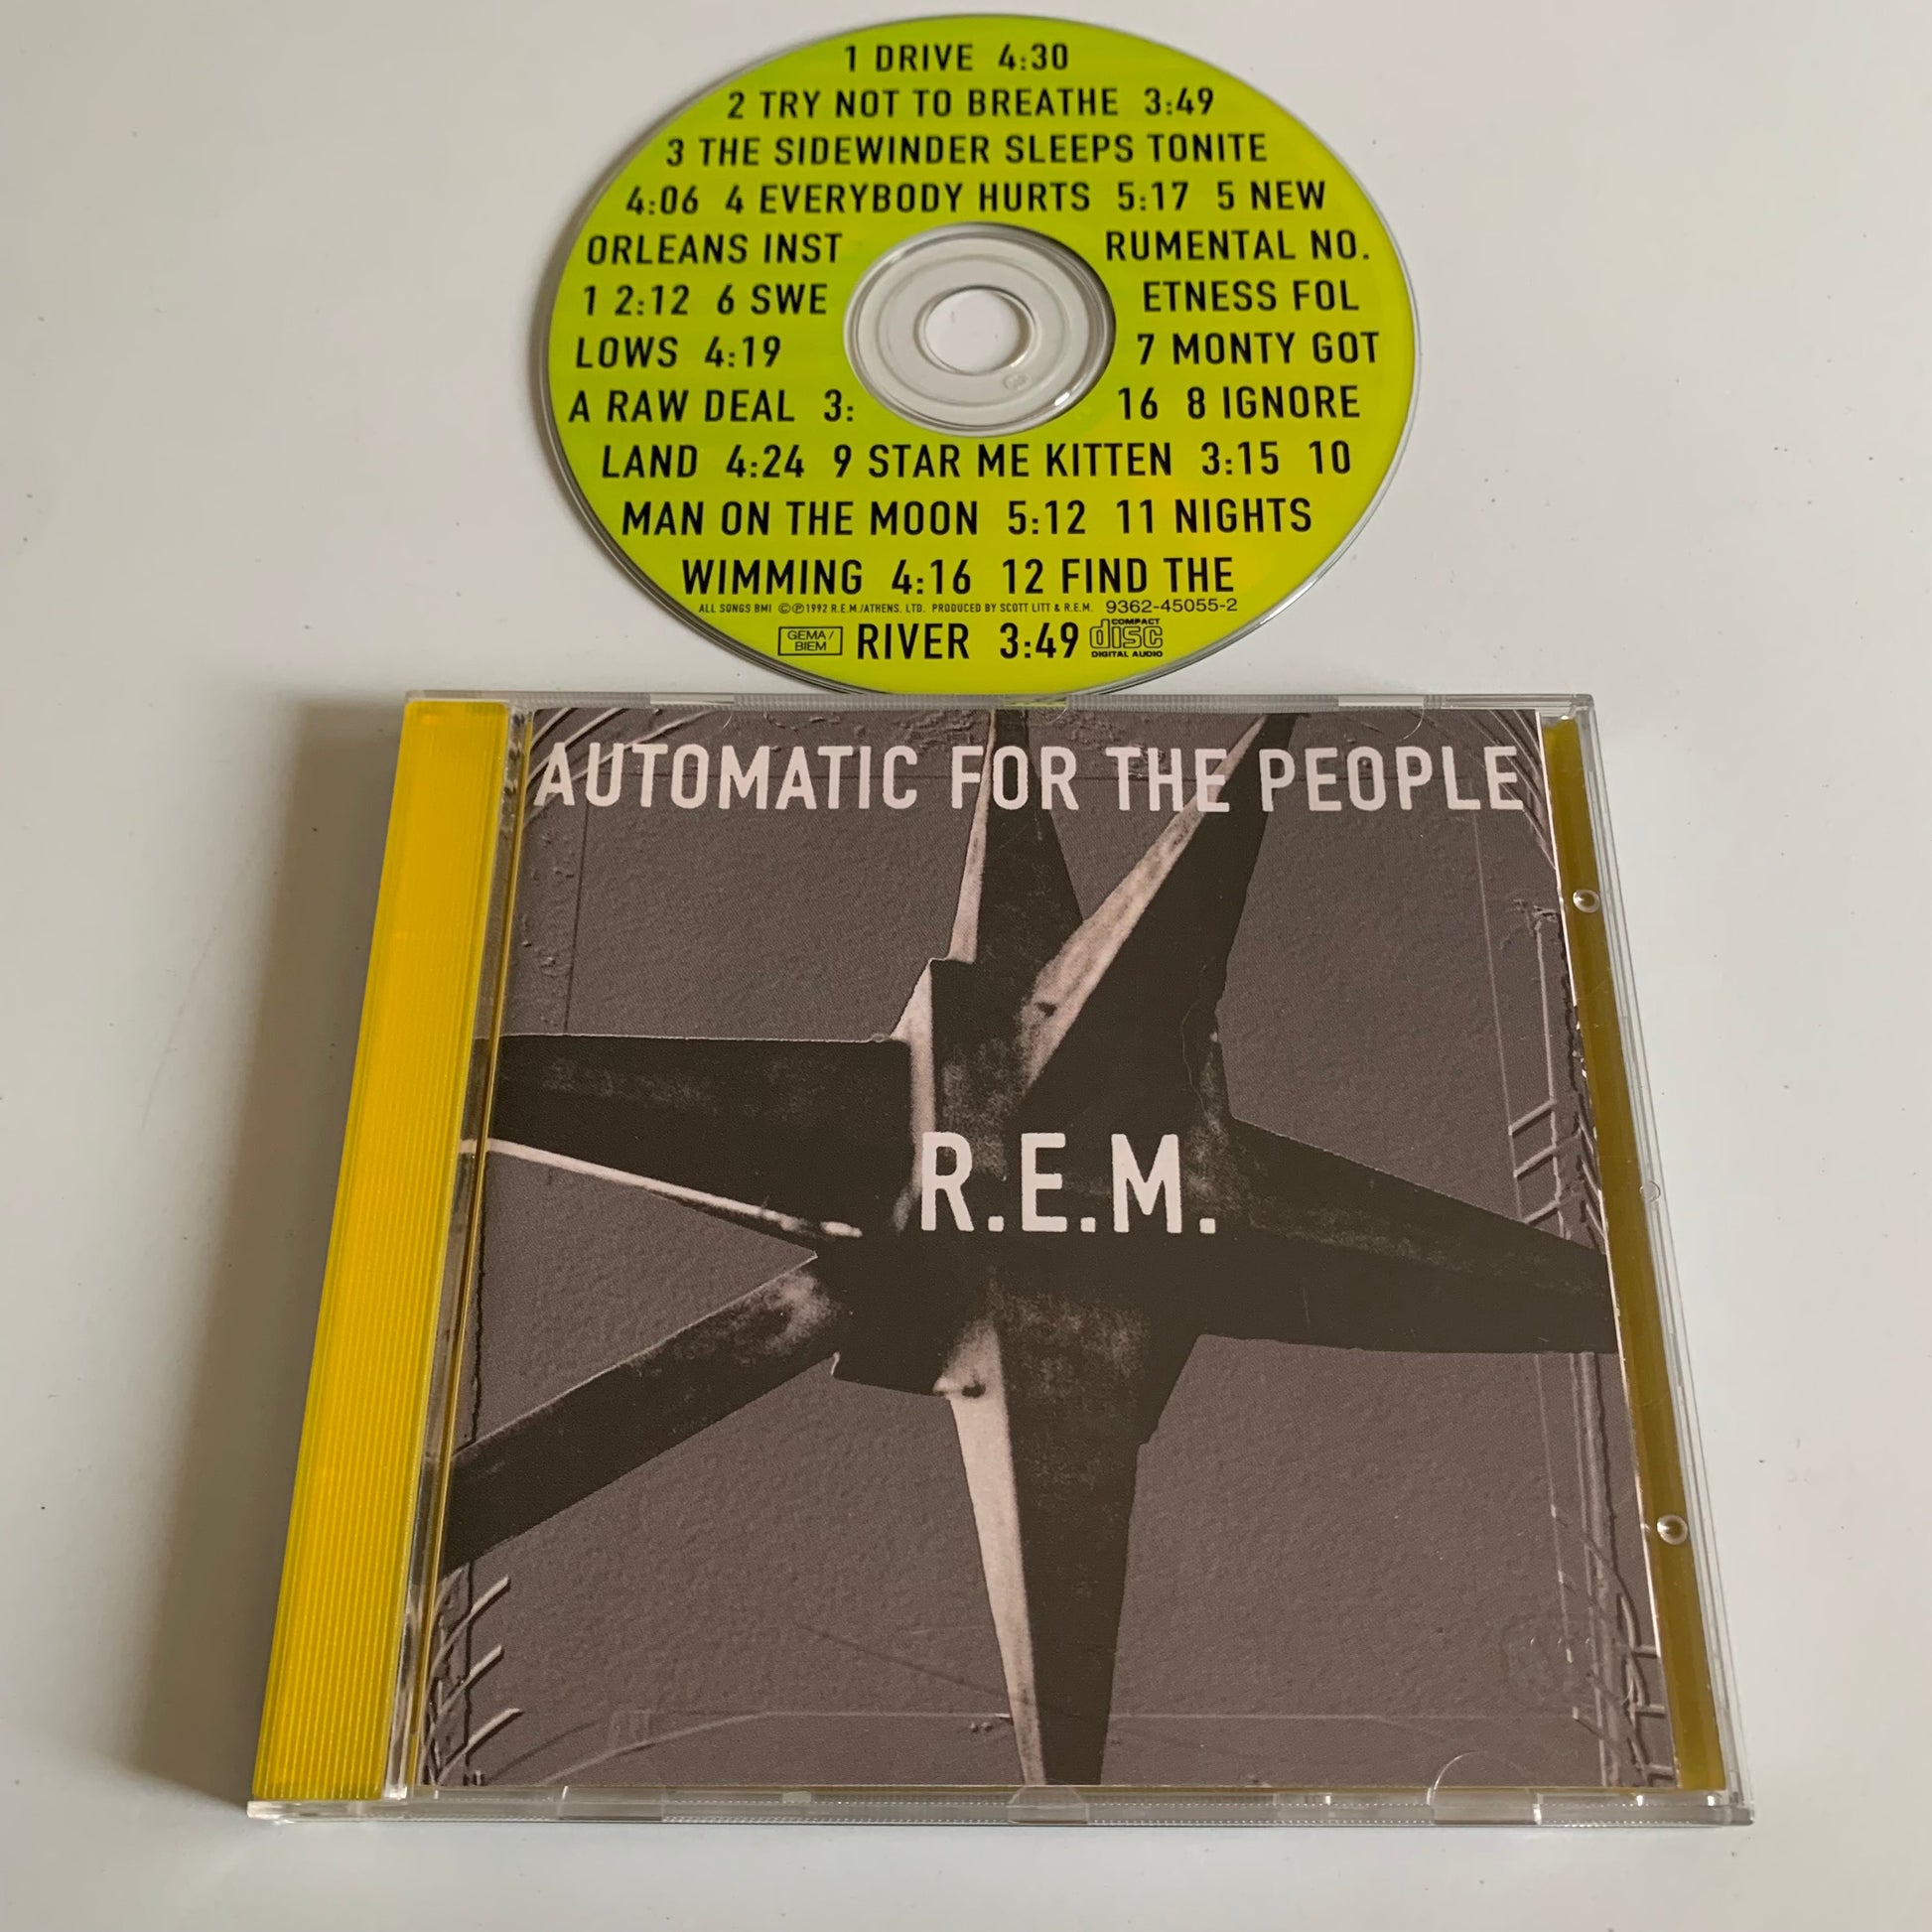 1 DRIVE 4:30
2 TRY NOT TO BREATHE 3:49
3 THE SIDEWINDER SLEEPS TONITE
4:06 4 EVERYBODY HURTS 5:17 5 NEW
ORLEANS INST RUMENTAL NO.
1 2:12 6 SWE ETNESS FOL
LOWS 4:19 7 MONTY GOT
A RAW DEAL 3: 16 8 IGNORE
LAND 4:24 9 STAR ME KITTEN 3:15 10
MAN ON THE MOON 5:12 11 NIGHTS
WIMMING 4:16 12 FIND THE
ALL SONGS BMI ©℗1992 R.E.M./ATHENS. LTD. PRODUCED BY SCOTT LITT & R.E.M. 9362-45055-2
GEMA/
BIEM
RIVER 3:49
COMPACT
disc
DIGITAL AUDIO
AUTOMATIC FOR THE PEOPLE
R.E.M.